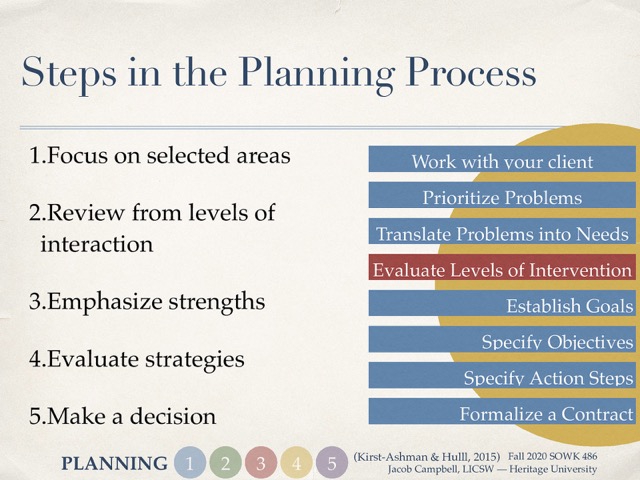 Steps in the Planning Process
1.Focus on selected areas
2.Review from levels of
interaction
3.Emphasize strengths
4.Evaluate strategies
5.Make a decision
Work with your client
Prioritize Problems
Translate Problems into Needs
Evaluate Levels of Intervention
Establish Goals
Specify Objectives
Specify Action Steps
Formalize a Contract
PLANNING 1 2 3 4 5
(Kirst-Ashman & Hulll, 2015) Fall 2020 SOWK 486
Jacob Campbell, LICSW — Heritage University